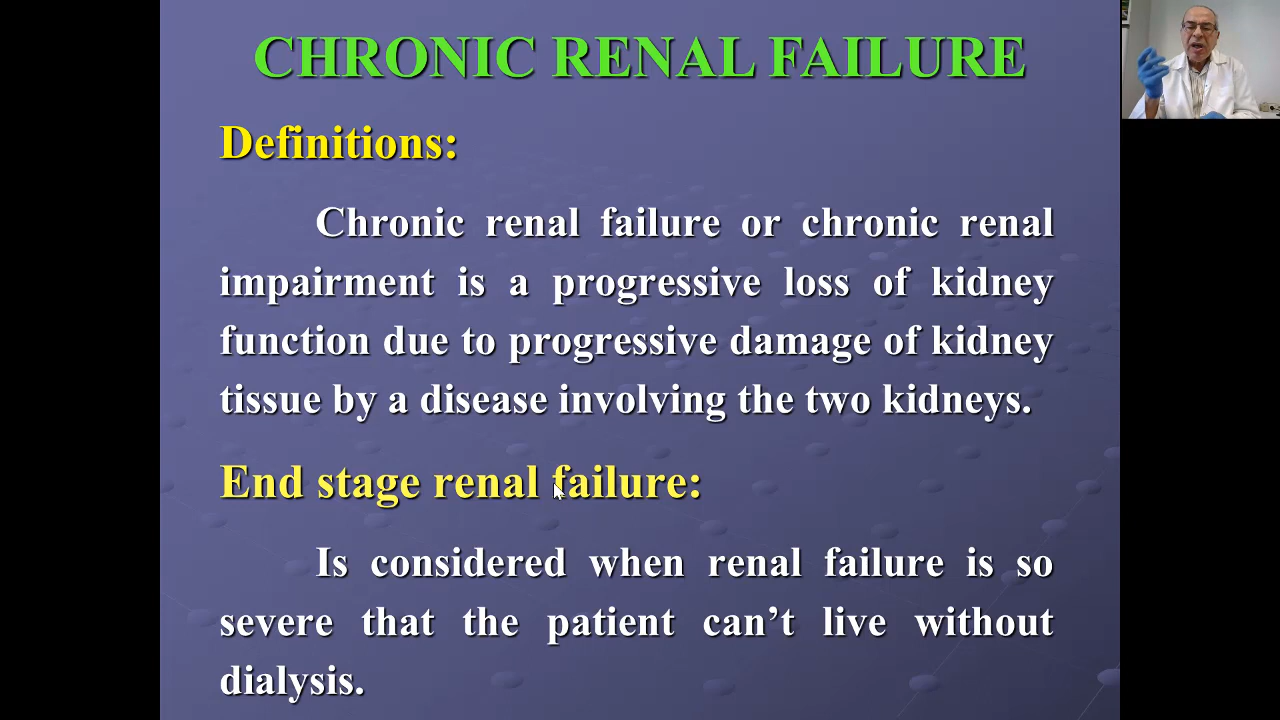 CHRONIC RENAL FAILURE
Definitions:
Chronic renal failure or chronic renal
impairment is a progressive loss of kidney
function due to progressive damage of kidney
tissue by a disease involving the two kidneys.
End stage renal failure:
Is considered when renal failure is so
severe that the patient can’t live without
dialysis.